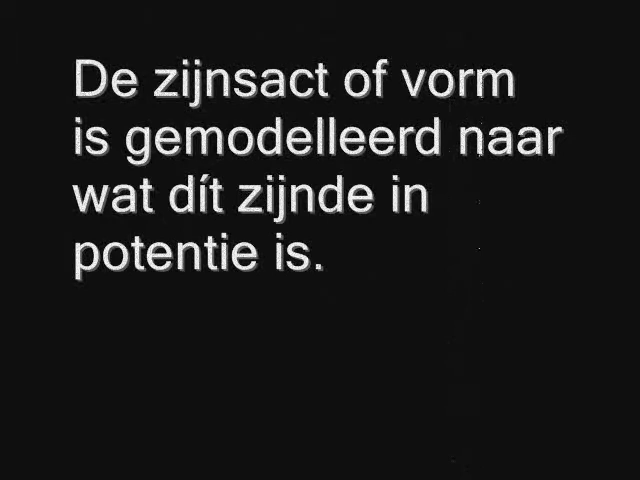 De zijnsact of vorm
is gemodelleerd naar
wat dít zijnde in
potentie is.